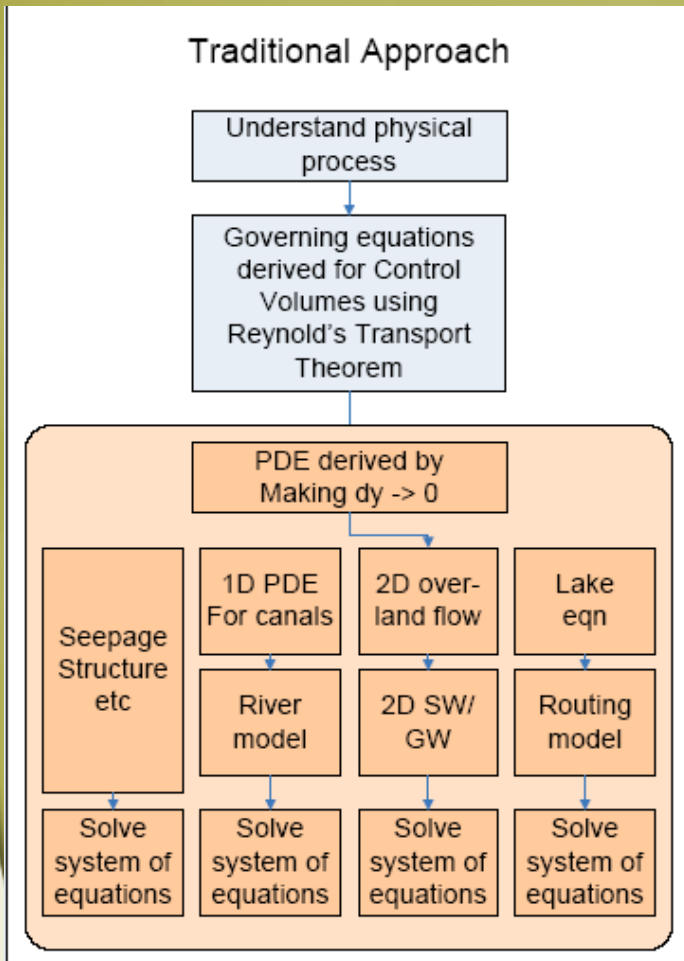 Traditional Approach
Understand physical
process
Governing equations
derived for Control
Volumes using
Reynold's Transport
Theorem
PDE derived by
Making dy -> 0
Seepage
Structure
etc
1D PDE
For canals
2D over-
land flow
Lake
eqn
River
model
2D SW/
GW
Routing
model
Solve
system of
equations
Solve
system of
equations
Solve
system of
equations
Solve
system of
equations